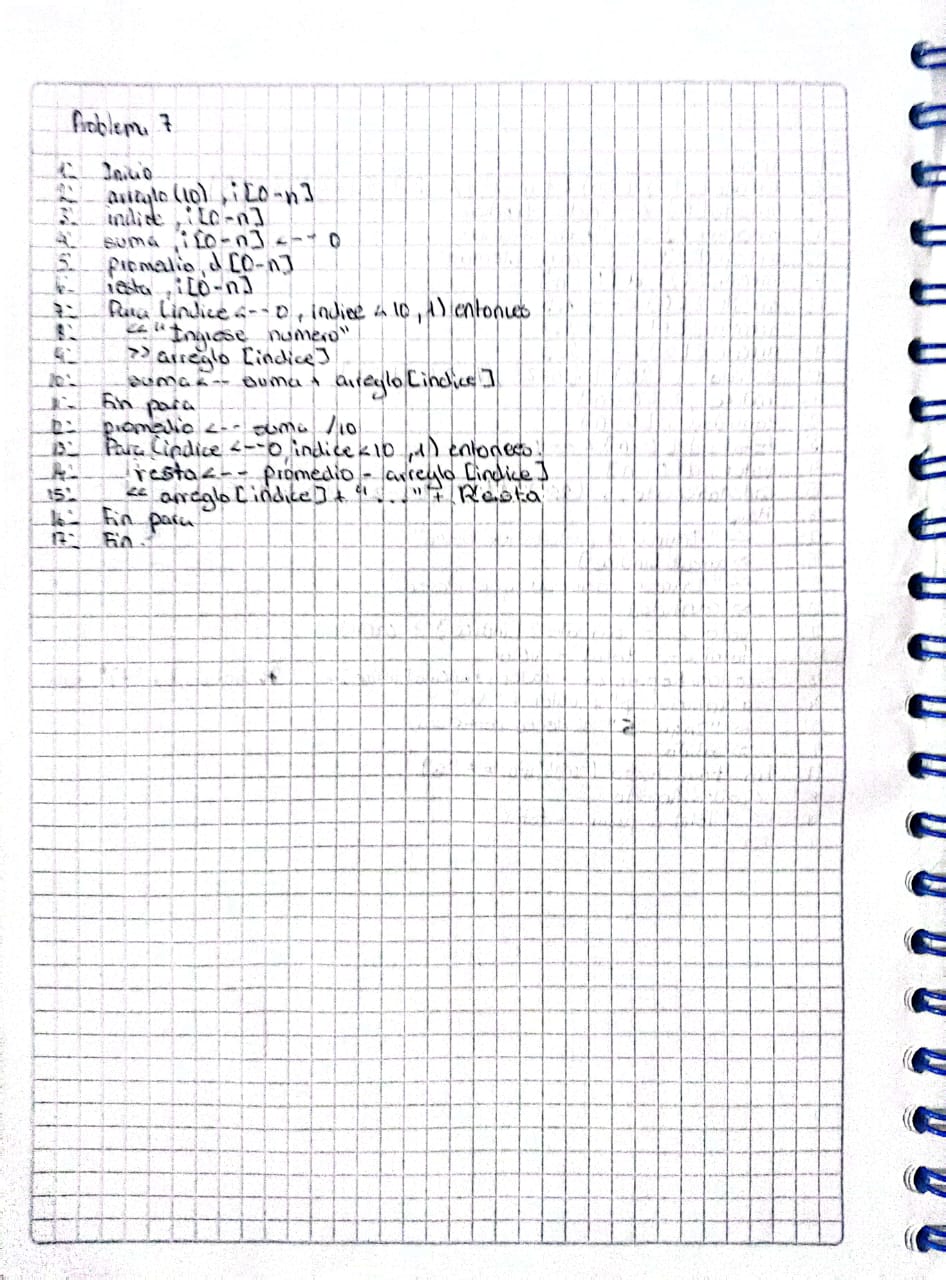 Problema 7
1:- Inicio
2:- arreglo (10), i [0-n]
3:- indice, i [0-n]
4:- suma, i [0-n] <-- 0
5:- promedio, d [0-n]
6:- resta, i [0-n]
7:- Para (indice <-- 0, indice < 10, 1) entonces
8:- << "Ingrese numero"
9:- >> arreglo [indice]
10:- suma <-- suma + arreglo [indice]
11:- Fin para
12:- promedio <-- suma /10
13:- Para (indice <--0, indice <10, 1) entonces:
14:- resta <-- promedio - arreglo [indice]
15:- << arreglo [indice] + "..." + Resta
16:- Fin para
17:- Fin.